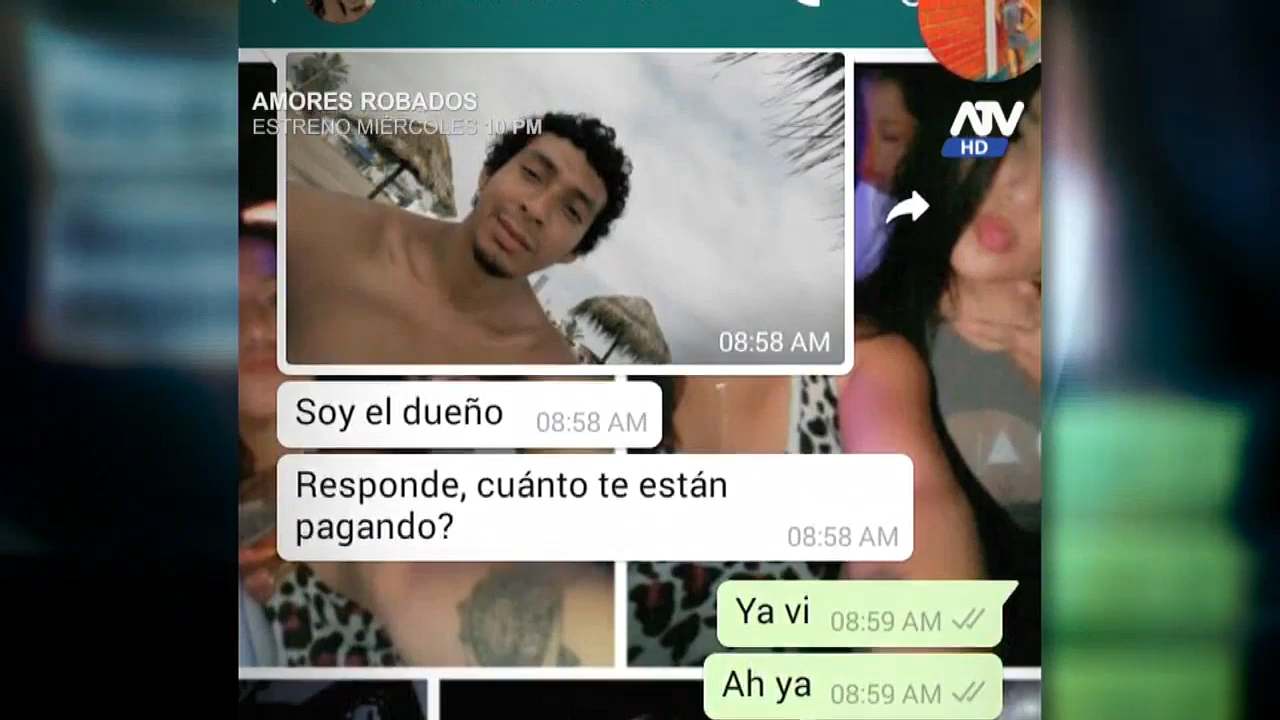 AMORES ROBADOS
ESTRENO MIÉRCOLES 10 PM
ATV
HD
08:58 AM
Soy el dueño 08:58 AM
Responde, cuánto te están
pagando?
08:58 AM
Ya vi 08:59 AM
Ah ya 08:59 AM